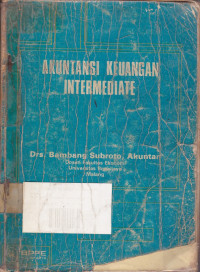 AKUNTANSI KEUANGAN
INTERMEDIATE
Drs. Bambang Subroto, Akuntan
Dosen Fakultas Ekonomi
Universitas Brawijaya
Malang